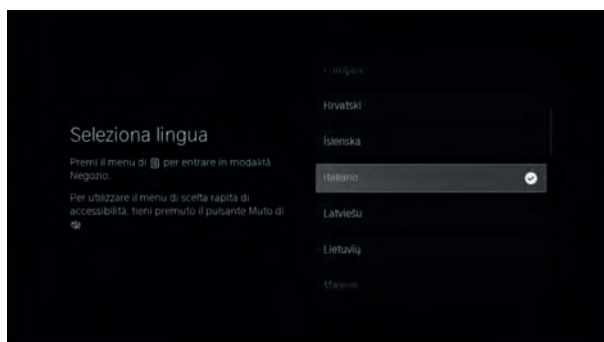 Seleziona lingua
Premi il menu di per entrare in modalità
Negozio.
Per utilizzare il menu di scelta rapida di
accessibilità, tieni premuto il pulsante Muto di
Hrvatski
Íslenska
Italiano
Latviešu
Lietuvių
Magyar